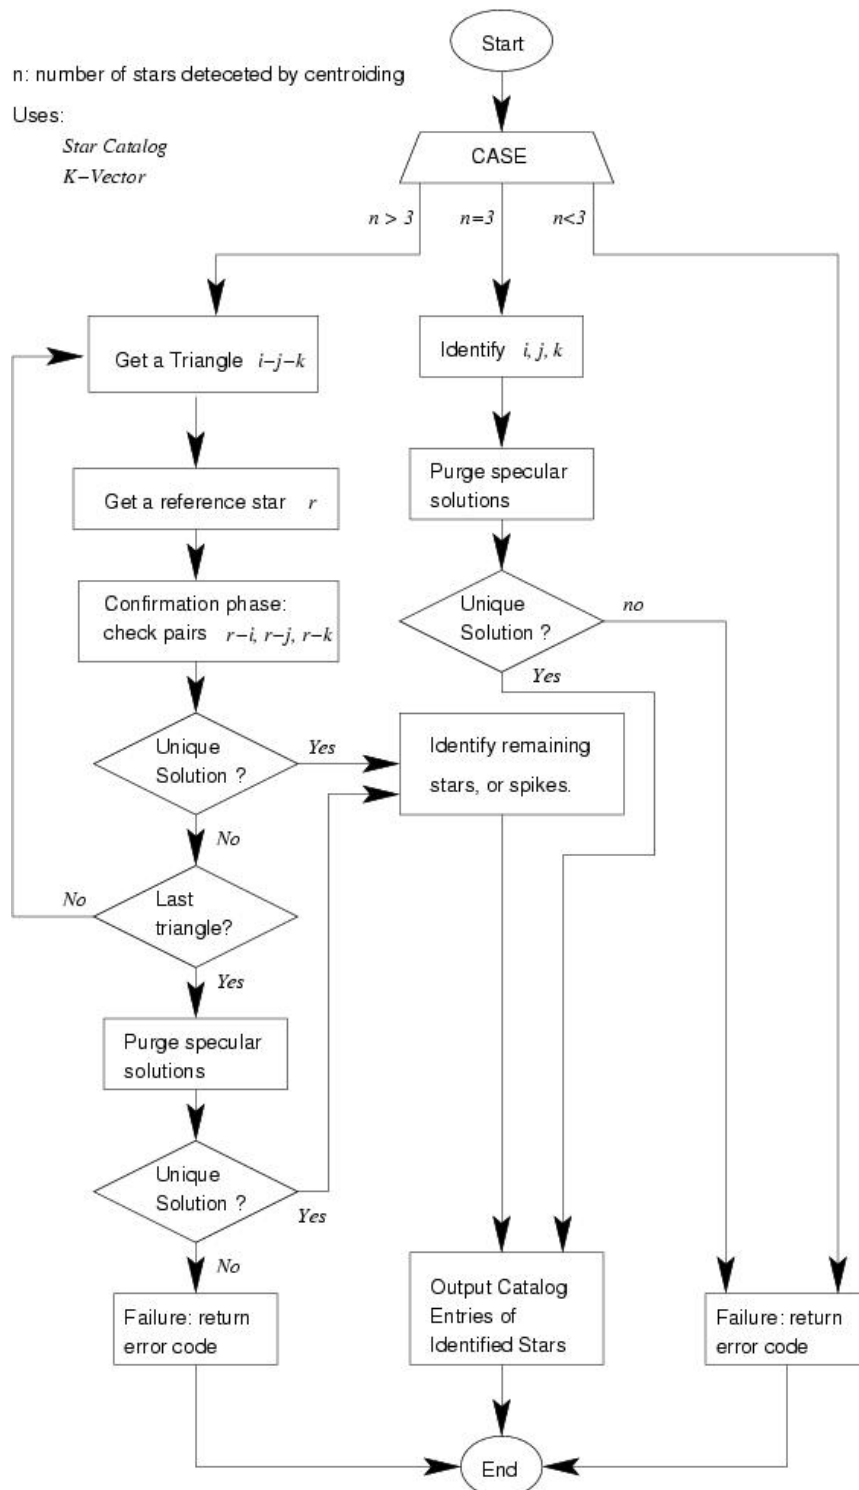 Start
n: number of stars deteceted by centroiding
Uses:
Star Catalog
K-Vector
CASE
n > 3
n=3
n<3
Get a Triangle i-j-k
Identify i, j, k
Get a reference star r
Purge specular
solutions
Confirmation phase:
check pairs r-i, r-j, r-k
Unique
Solution ?
no
Yes
Unique
Solution ?
Yes
Identify remaining
stars, or spikes.
No
Last
triangle?
No
Yes
Purge specular
solutions
Unique
Solution ?
Yes
No
Failure: return
error code
Output Catalog
Entries of
Identified Stars
Failure: return
error code
End